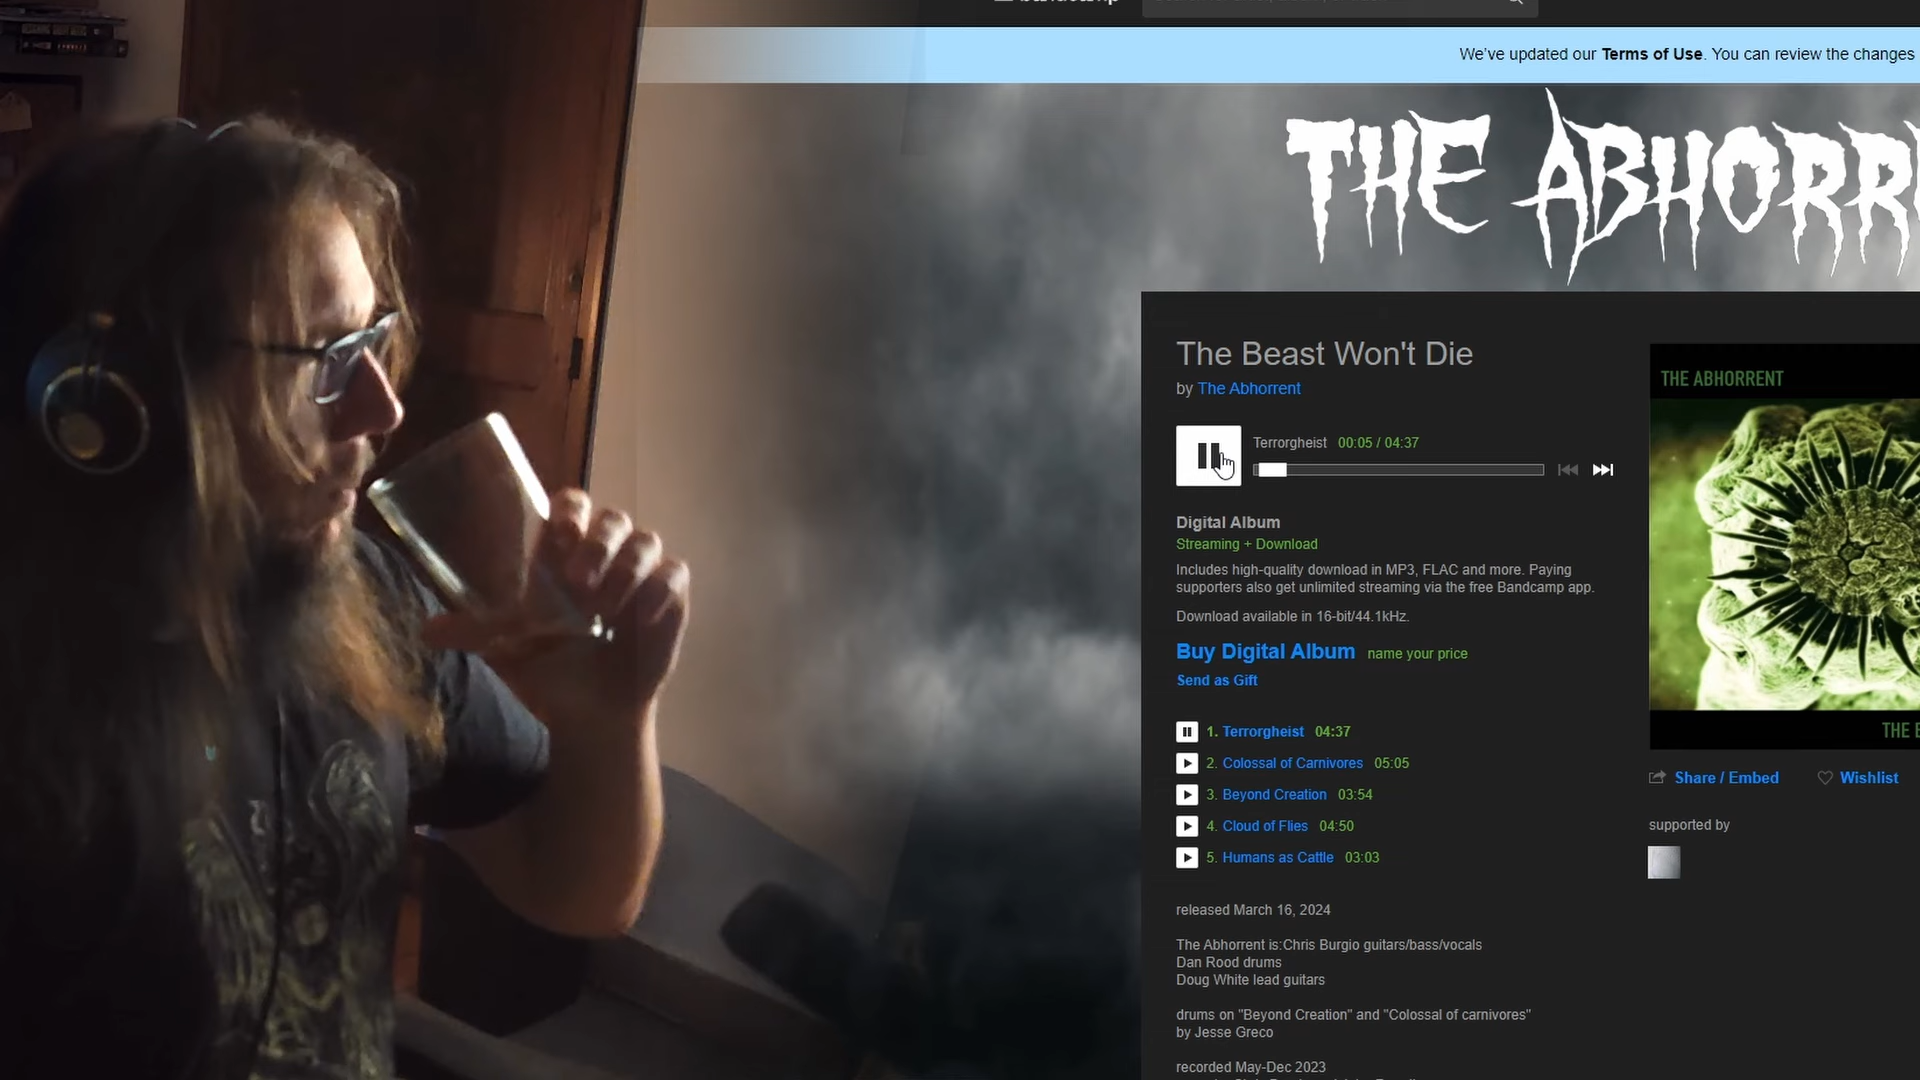 We've updated our Terms of Use. You can review the changes
THE ABHORR
The Beast Won't Die
by The Abhorrent
Terrorgheist 00:05 / 04:37
Digital Album
Streaming + Download
Includes high-quality download in MP3, FLAC and more. Paying
supporters also get unlimited streaming via the free Bandcamp app.
Download available in 16-bit/44.1kHz.
Buy Digital Album name your price
Send as Gift
1. Terrorgheist 04:37
2. Colossal of Carnivores 05:05
3. Beyond Creation 03:54
4. Cloud of Flies 04:50
5. Humans as Cattle 03:03
released March 16, 2024
The Abhorrent is:Chris Burgio guitars/bass/vocals
Dan Rood drums
Doug White lead guitars
drums on "Beyond Creation" and "Colossal of carnivores"
by Jesse Greco
recorded May-Dec 2023
THE ABHORRENT
THE
Share / Embed
Wishlist
supported by